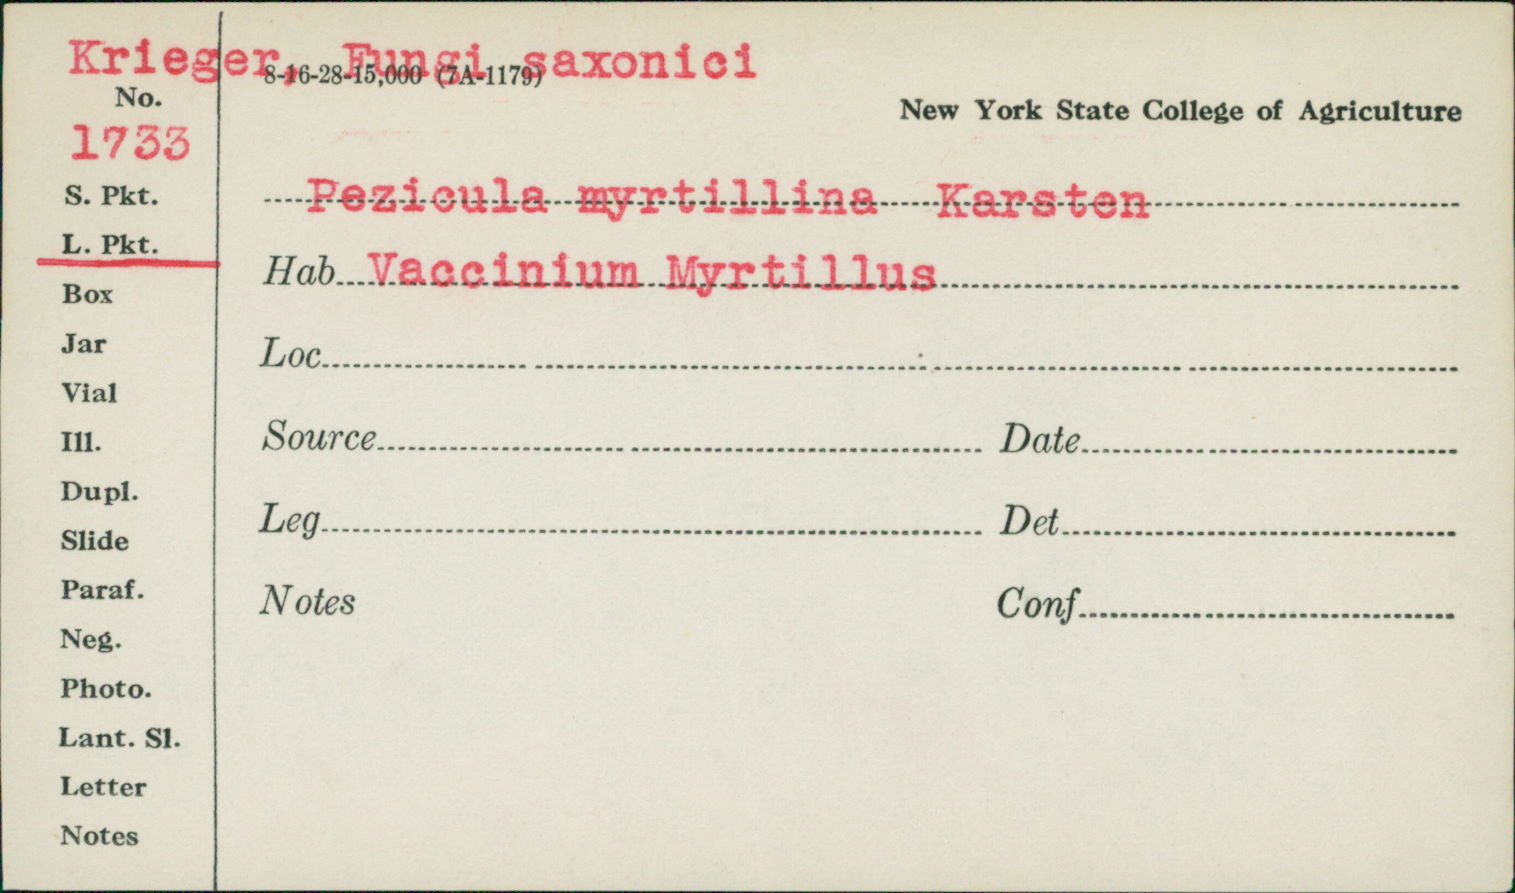 Krieger, Fungi saxonici
8-16-28-15,000 (7A-1179)
No.
New York State College of Agriculture
1733
S. Pkt.
Pezicula myrtillina Karsten
L. Pkt.
Hab. Vaccinium Myrtillus
Box
Jar
Loc.
Vial
Ill.
Source
Date
Dupl.
Leg.
Det.
Slide
Paraf.
Notes
Conf.
Neg.
Photo.
Lant. Sl.
Letter
Notes